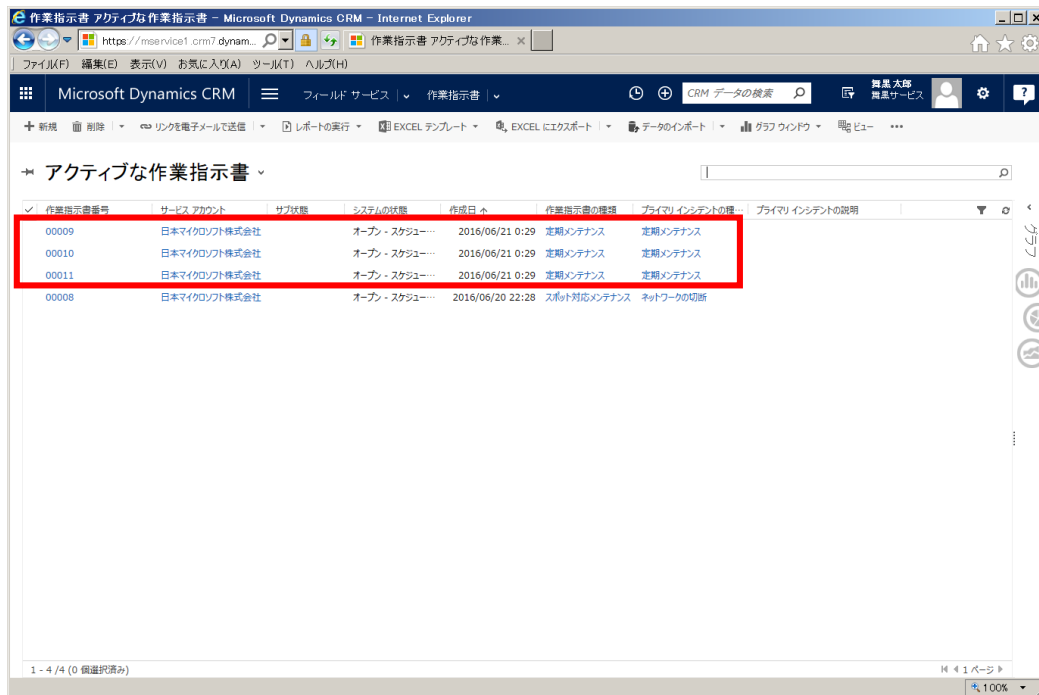 作業指示書 アクティブな作業指示書 - Microsoft Dynamics CRM - Internet Explorer
https://mservice1.crm7.dynam... 作業指示書 アクティブな作業... ×
ファイル(F) 編集(E) 表示(V) お気に入り(A) ツール(T) ヘルプ(H)
Microsoft Dynamics CRM フィールド サービス 作業指示書 CRM データの検索 舞黒 太郎
舞黒サービス
新規 削除 リンクを電子メールで送信 レポートの実行 EXCEL テンプレート EXCEL にエクスポート データのインポート グラフ ウィンドウ ビュー ...
アクティブな作業指示書
作業指示書番号 サービス アカウント サブ状態 システムの状態 作成日 作業指示書の種類 プライマリ インシデントの種... プライマリ インシデントの説明
00009 日本マイクロソフト株式会社 オープン - スケジュー... 2016/06/21 0:29 定期メンテナンス 定期メンテナンス
00010 日本マイクロソフト株式会社 オープン - スケジュー... 2016/06/21 0:29 定期メンテナンス 定期メンテナンス
00011 日本マイクロソフト株式会社 オープン - スケジュー... 2016/06/21 0:29 定期メンテナンス 定期メンテナンス
00008 日本マイクロソフト株式会社 オープン - スケジュー... 2016/06/20 22:28 スポット対応メンテナンス ネットワークの切断
グラフ
1 - 4 /4 (0 個選択済み) 1 ページ
100%